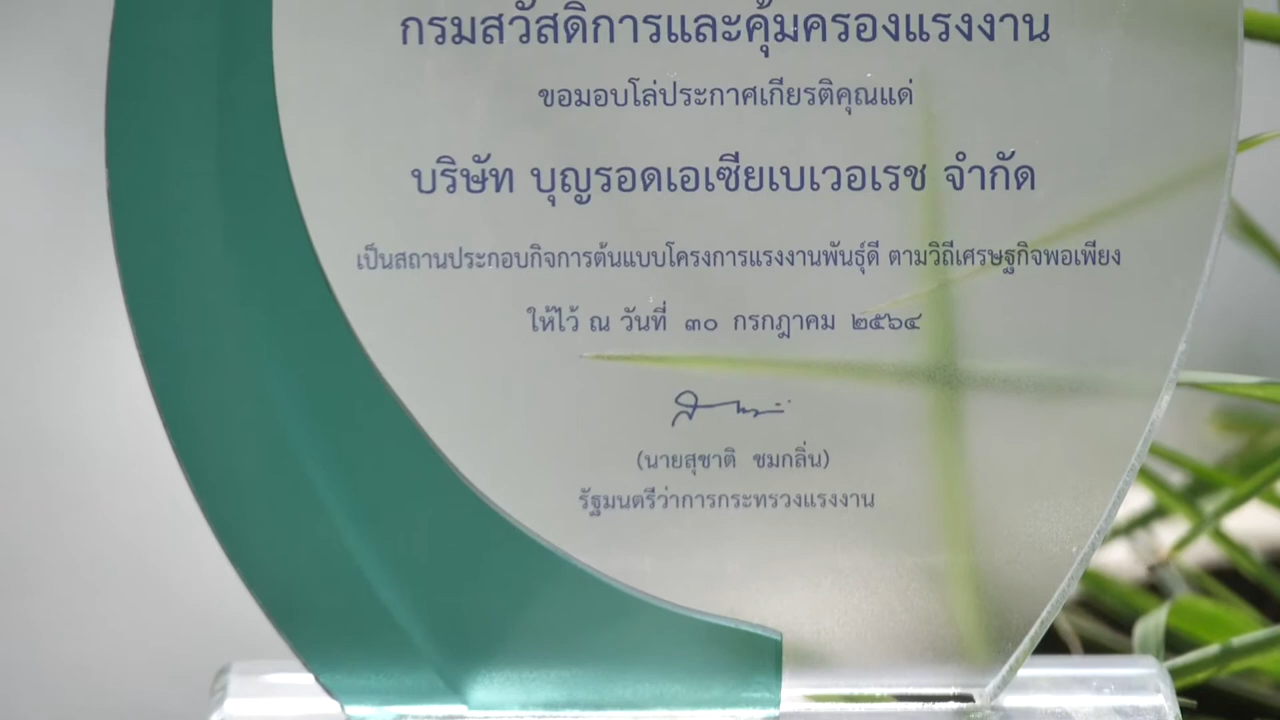 กรมสวัสดิการและคุ้มครองแรงงาน
ขอมอบโล่ประกาศเกียรติคุณแด่
บริษัท บุญรอดเอเซียเบเวอเรช จำกัด
เป็นสถานประกอบกิจการต้นแบบโครงการแรงงานพันธุ์ดี ตามวิถีเศรษฐกิจพอเพียง
ให้ไว้ ณ วันที่ ๓๐ กรกฎาคม ๒๕๖๔
(นายสุชาติ ชมกลิ่น)
รัฐมนตรีว่าการกระทรวงแรงงาน